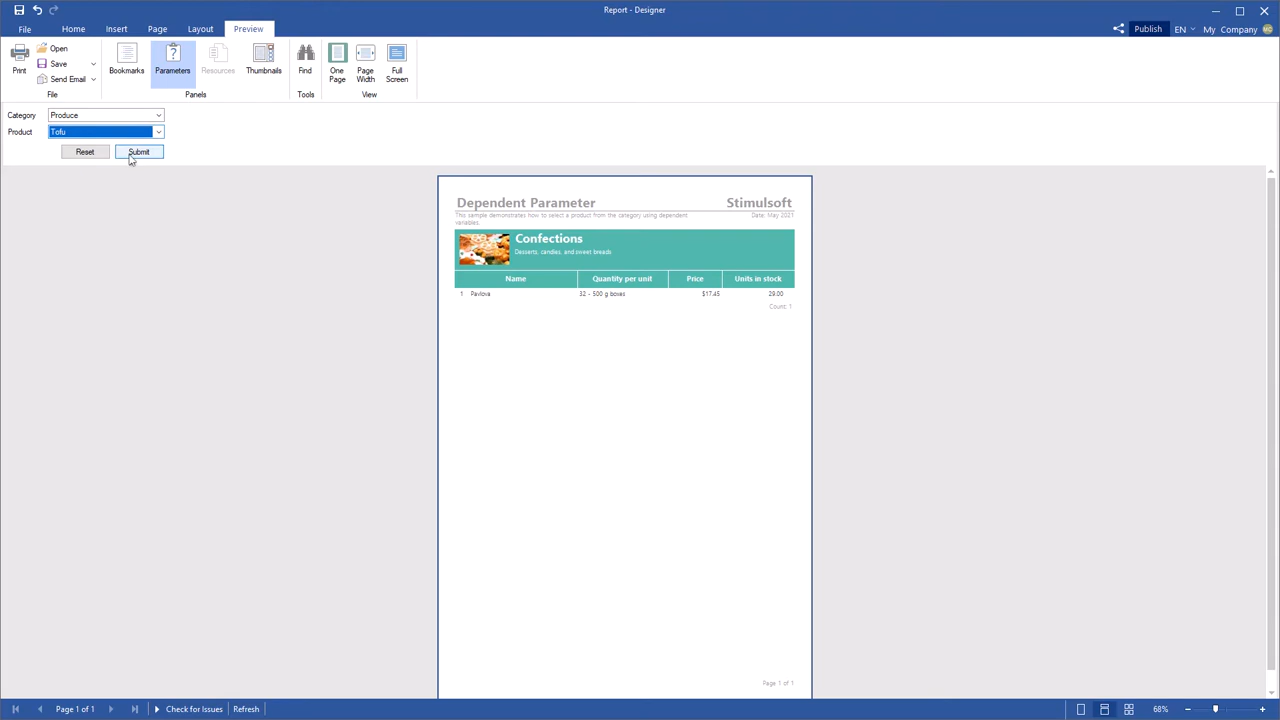 Report - Designer
File Home Insert Page Layout Preview
Publish EN My Company MC
Print Open Save Send Email
Bookmarks Parameters Resources Thumbnails Find One Page Page Width Full Screen
File Panels Tools View
Category Produce
Product Tofu
Reset Submit
Dependent Parameter Stimulsoft
This sample demonstrates how to select a product from the category using dependent Date: May 2021
variables.
Confections
Desserts, candies, and sweet breads
Name Quantity per unit Price Units in stock
1 Pavlova 32 - 500 g boxes $17.45 29.00
Count: 1
Page 1 of 1
Page 1 of 1 Check for Issues Refresh 68%